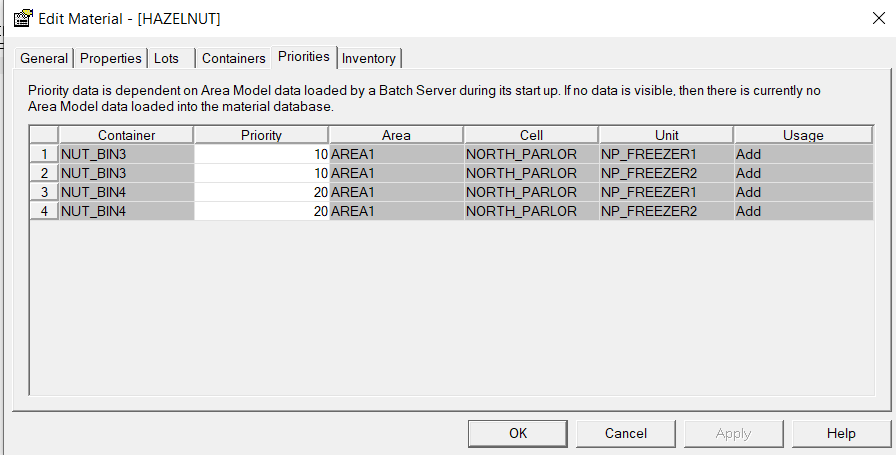 Edit Material - [HAZELNUT]
General Properties Lots Containers Priorities Inventory
Priority data is dependent on Area Model data loaded by a Batch Server during its start up. If no data is visible, then there is currently no
Area Model data loaded into the material database.
Container Priority Area Cell Unit Usage
1 NUT_BIN3 10 AREA1 NORTH_PARLOR NP_FREEZER1 Add
2 NUT_BIN3 10 AREA1 NORTH_PARLOR NP_FREEZER2 Add
3 NUT_BIN4 20 AREA1 NORTH_PARLOR NP_FREEZER1 Add
4 NUT_BIN4 20 AREA1 NORTH_PARLOR NP_FREEZER2 Add
OK Cancel Apply Help